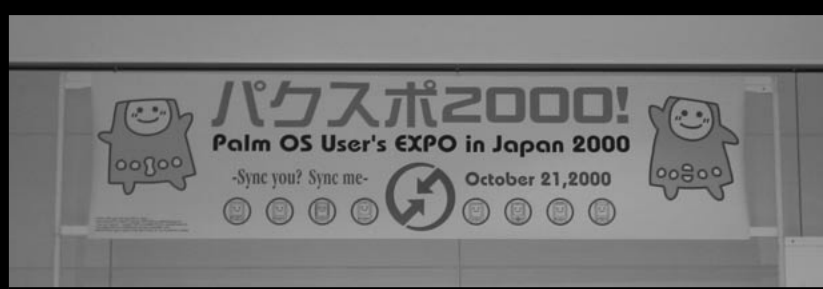 パクスポ2000!
Palm OS User's EXPO in Japan 2000
-Sync you? Sync me-
October 21,2000